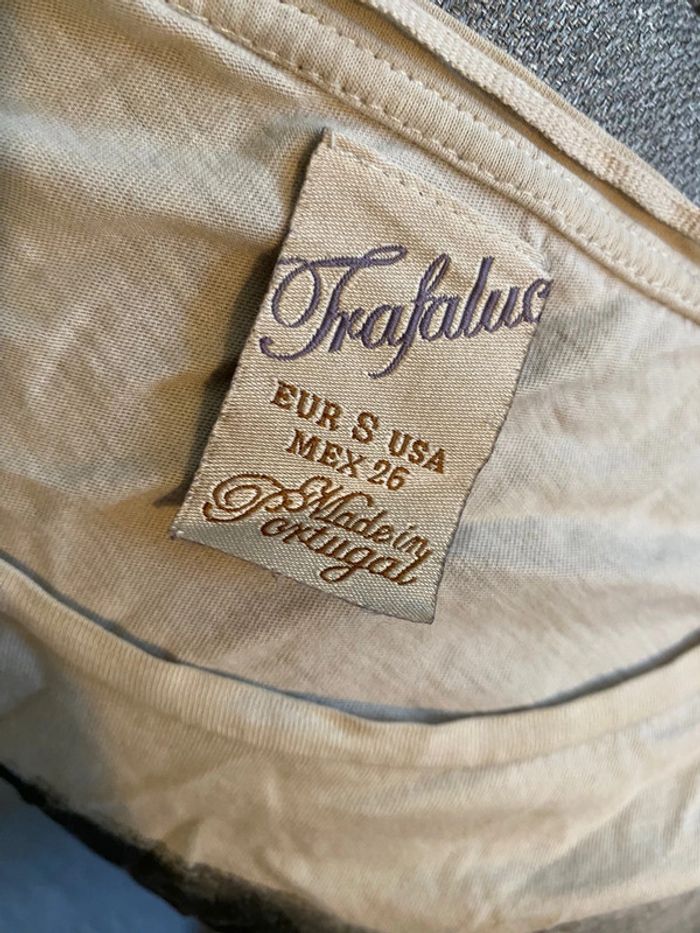 Trafaluc
EUR S USA
MEX 26
Made in
Portugal